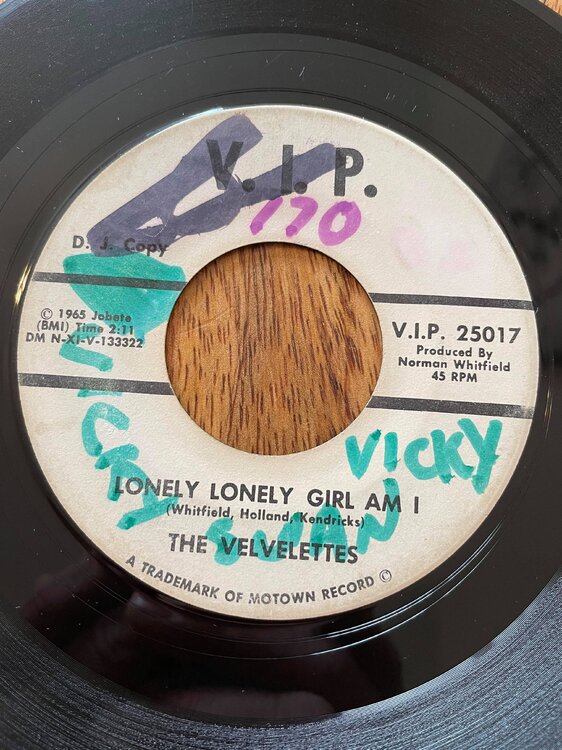 V.I.P.
170
D. J. Copy
© 1965 Jobete
(BMI) Time 2:11
DM N-XI-V-133322
V.I.P. 25017
Produced By
Norman Whitfield
45 RPM
VICKY
VICKY
LONELY LONELY GIRL AM I
(Whitfield, Holland, Kendricks)
THE VELVELETTES
A TRADEMARK OF MOTOWN RECORD ©